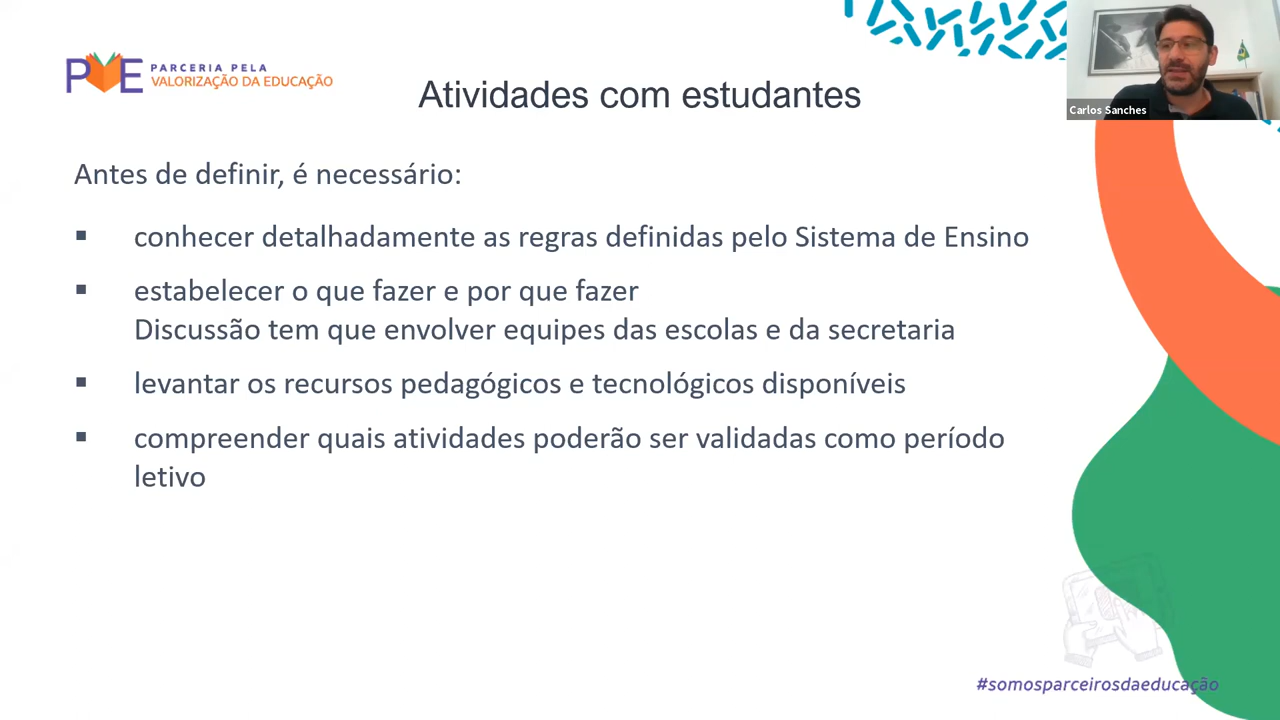 PVE PARCERIA PELA
VALORIZAÇÃO DA EDUCAÇÃO
Atividades com estudantes
Carlos Sanches
Antes de definir, é necessário:
▪ conhecer detalhadamente as regras definidas pelo Sistema de Ensino
▪ estabelecer o que fazer e por que fazer
Discussão tem que envolver equipes das escolas e da secretaria
▪ levantar os recursos pedagógicos e tecnológicos disponíveis
▪ compreender quais atividades poderão ser validadas como período
letivo
#somosparceirosdaeducação